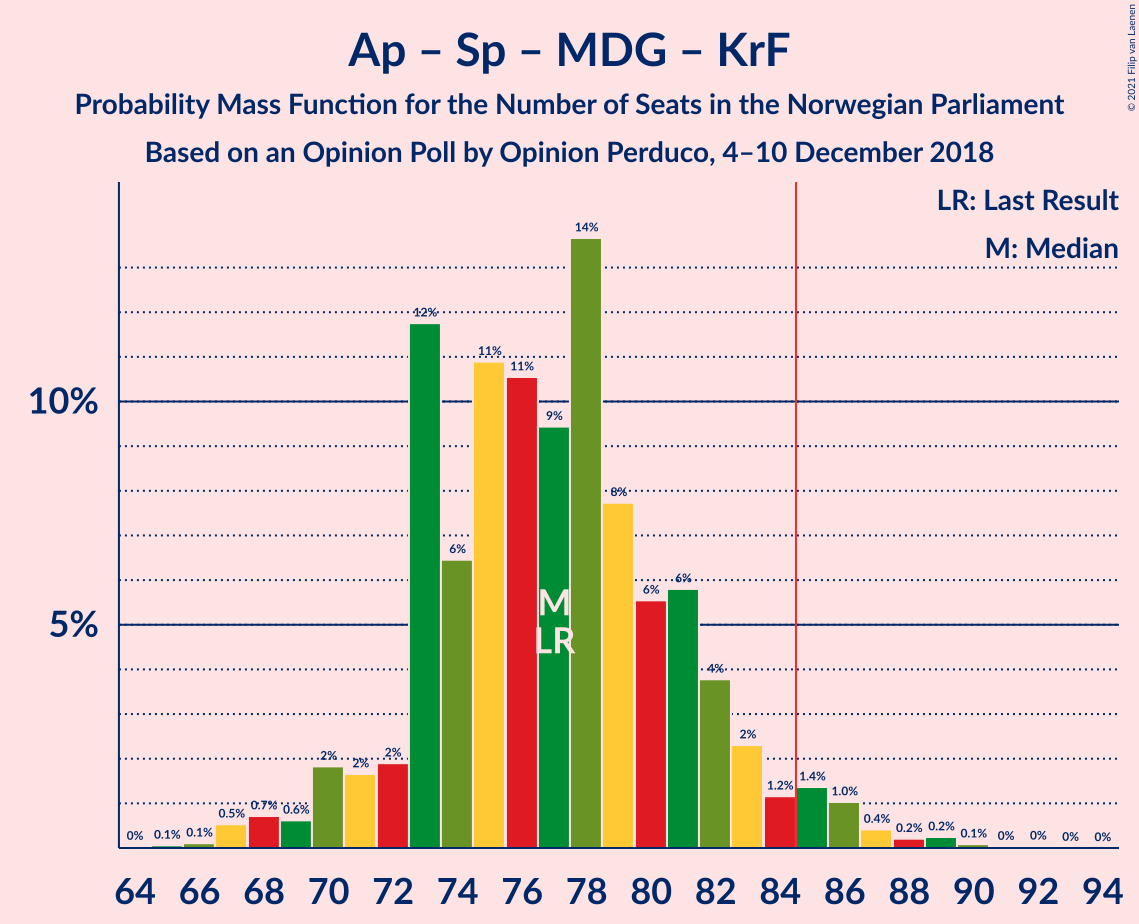 Ap – Sp – MDG – KrF
Probability Mass Function for the Number of Seats in the Norwegian Parliament
Based on an Opinion Poll by Opinion Perduco, 4–10 December 2018
© 2021 Filip van Laenen
LR: Last Result
M: Median
10%
5%
0% 0.1% 0.1% 0.5% 0.7% 0.6% 2% 2% 2% 12% 6% 11% 11% 9% 14% 8% 6% 6% 4% 2% 1.2% 1.4% 1.0% 0.4% 0.2% 0.2% 0.1% 0% 0% 0% 0%
M
LR
64 66 68 70 72 74 76 78 80 82 84 86 88 90 92 94